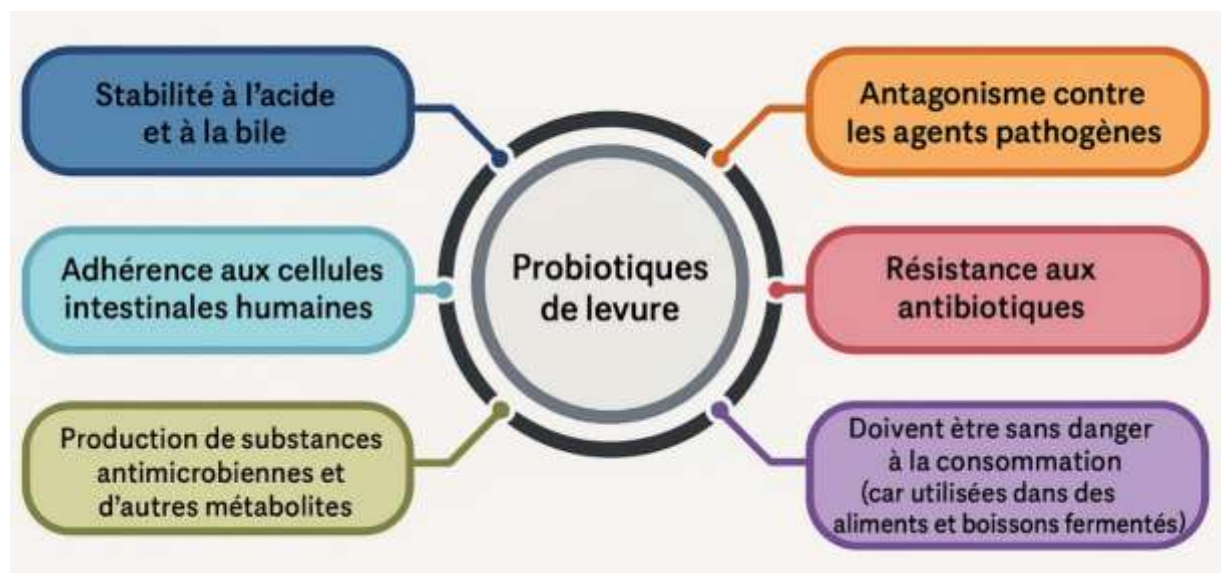 Stabilité à l'acide
et à la bile
Adhérence aux cellules
intestinales humaines
Production de substances
antimicrobiennes et
d'autres métabolites
Probiotiques
de levure
Antagonisme contre
les agents pathogènes
Résistance aux
antibiotiques
Doivent ètre sans danger
à la consommation
(car utilisées dans des
aliments et boissons fermentés)